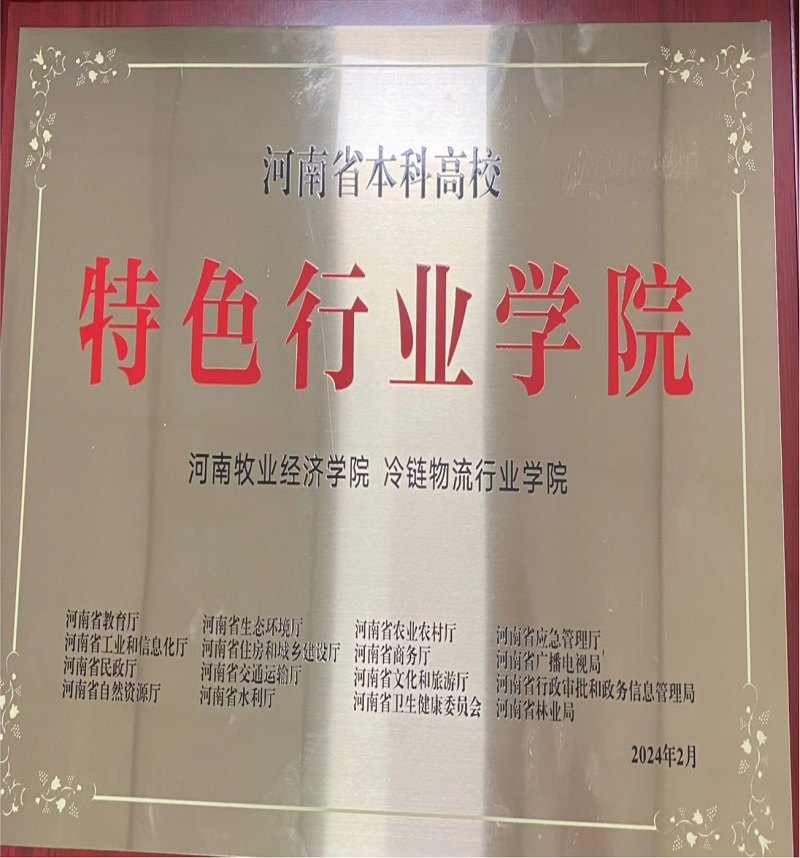 河南省本科高校
特色行业学院
河南牧业经济学院 冷链物流行业学院
河南省教育厅
河南省工业和信息化厅
河南省民政厅
河南省自然资源厅
河南省生态环境厅
河南省住房和城乡建设厅
河南省交通运输厅
河南省水利厅
河南省农业农村厅
河南省商务厅
河南省文化和旅游厅
河南省卫生健康委员会
河南省应急管理厅
河南省广播电视局
河南省行政审批和政务信息管理局
河南省林业局
2024年2月